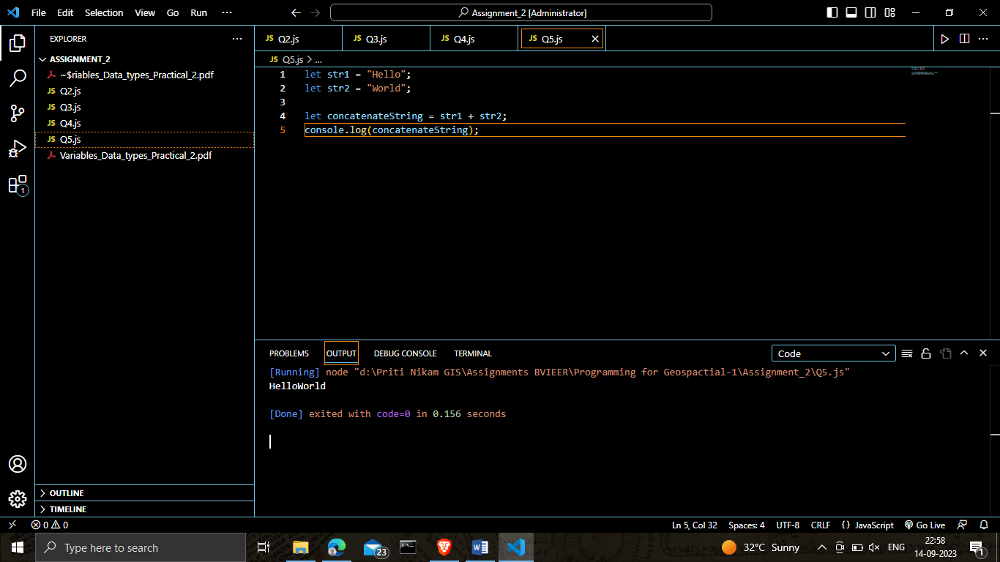 File Edit Selection View Go Run ···
Assignment_2 [Administrator]
EXPLORER ···
ASSIGNMENT_2
~$riables_Data_types_Practical_2.pdf
JS Q2.js
JS Q3.js
JS Q4.js
JS Q5.js
Variables_Data_types_Practical_2.pdf
1
OUTLINE
TIMELINE
JS Q2.js JS Q3.js JS Q4.js JS Q5.js
JS Q5.js > ...
1 let str1 = "Hello";
2 let str2 = "World";
3
4 let concatenateString = str1 + str2;
5 console.log(concatenateString);
PROBLEMS OUTPUT DEBUG CONSOLE TERMINAL Code
[Running] node "d:\Priti Nikam GIS\Assignments BVIEER\Programming for Geospactial-1\Assignment_2\Q5.js"
HelloWorld
[Done] exited with code=0 in 0.156 seconds
0 0 Ln 5, Col 32 Spaces: 4 UTF-8 CRLF {} JavaScript Go Live
Type here to search 23 32°C Sunny ENG 22:58
14-09-2023 1